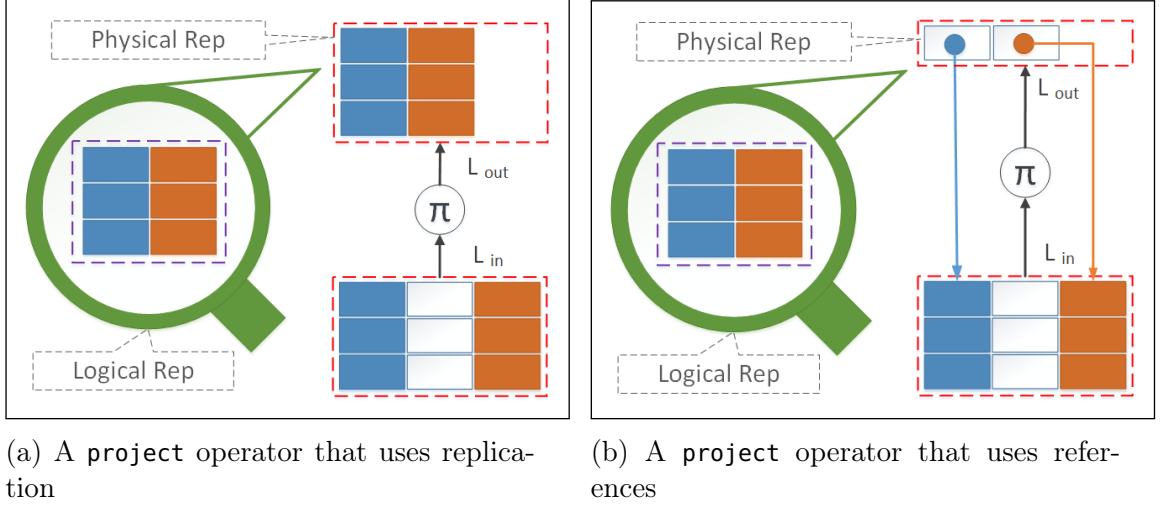 Physical Rep
L out
π
L in
Logical Rep
(a) A project operator that uses replica-
tion
Physical Rep
L out
π
L in
Logical Rep
(b) A project operator that uses refer-
ences